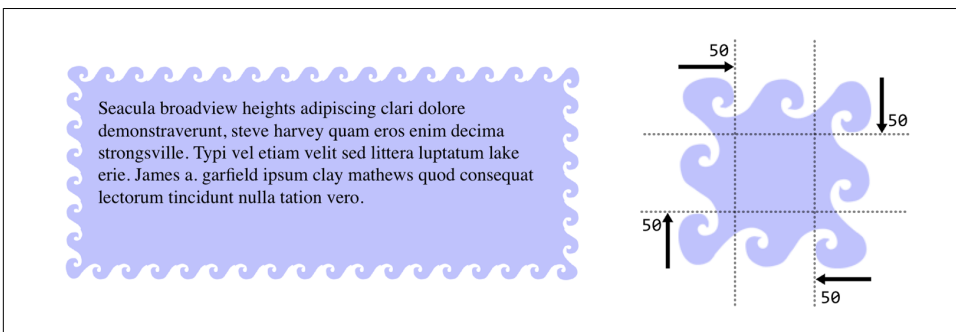 Seacula broadview heights adipiscing clari dolore
demonstraverunt, steve harvey quam eros enim decima
strongsville. Typi vel etiam velit sed littera luptatum lake
erie. James a. garfield ipsum clay mathews quod consequat
lectorum tincidunt nulla tation vero.
50
50
50
50